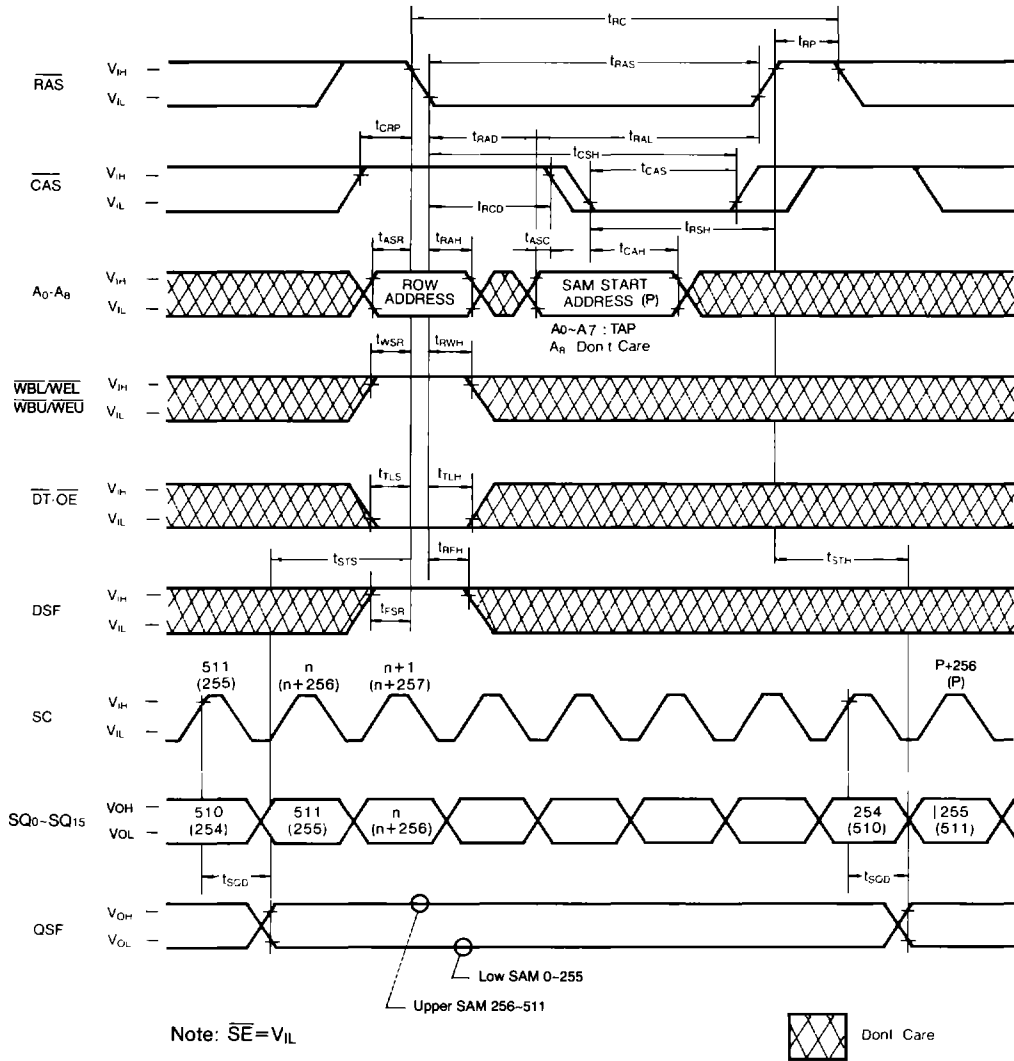 tRC
tRP
RAS
VIH
VIL
tRAS
tCRP
tRAD
tRAL
tCSH
CAS
VIH
VIL
tCAS
tRCD
tRSH
tASR
tRAH
tASC
tCAH
A0-A8
VIH
VIL
ROW
ADDRESS
SAM START
ADDRESS (P)
A0~A7 : TAP
A8 Don t Care
tWSR
tRWH
WBL/WEL
WBU/WEU
VIH
VIL
DT·OE
VIH
VIL
tTLS
tTLH
tSTS
tRFH
tSTH
DSF
VIH
VIL
tFSR
511
(255)
n
(n+256)
n+1
(n+257)
P+256
(P)
SC
VIH
VIL
SQ0~SQ15
VOH
VOL
510
(254)
511
(255)
n
(n+256)
254
(510)
255
(511)
tSQD
tSQD
QSF
VOH
VOL
Low SAM 0~255
Upper SAM 256~511
Note: SE=VIL
Dont Care